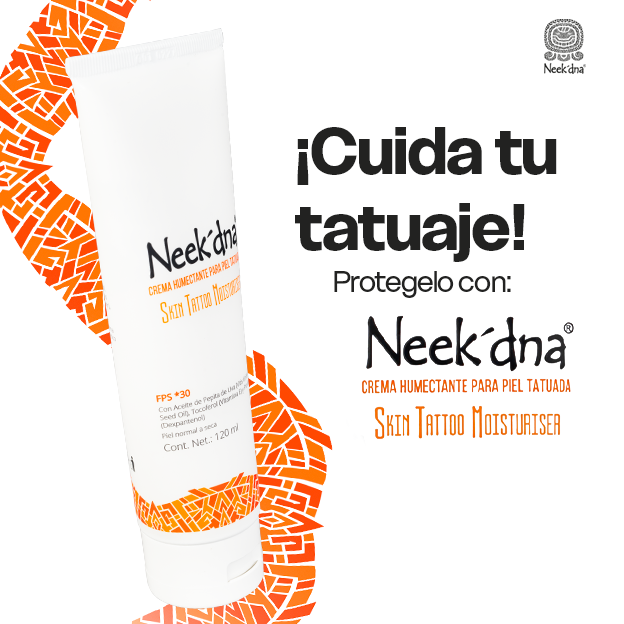 Neek´dna®
¡Cuida tu
tatuaje!
Protegelo con:
Neek´dna®
CREMA HUMECTANTE PARA PIEL TATUADA
SKIN TATTOO MOISTURISER
Neek´dna®
CREMA HUMECTANTE PARA PIEL TATUADA
SKIN TATTOO
FPS *30
Con Aceite de Pepita de Uva
Seed Oil), Tocoferol (Vitamina
(Dexpantenol)
Piel normal a seca
Cont. Net.: 120 ml